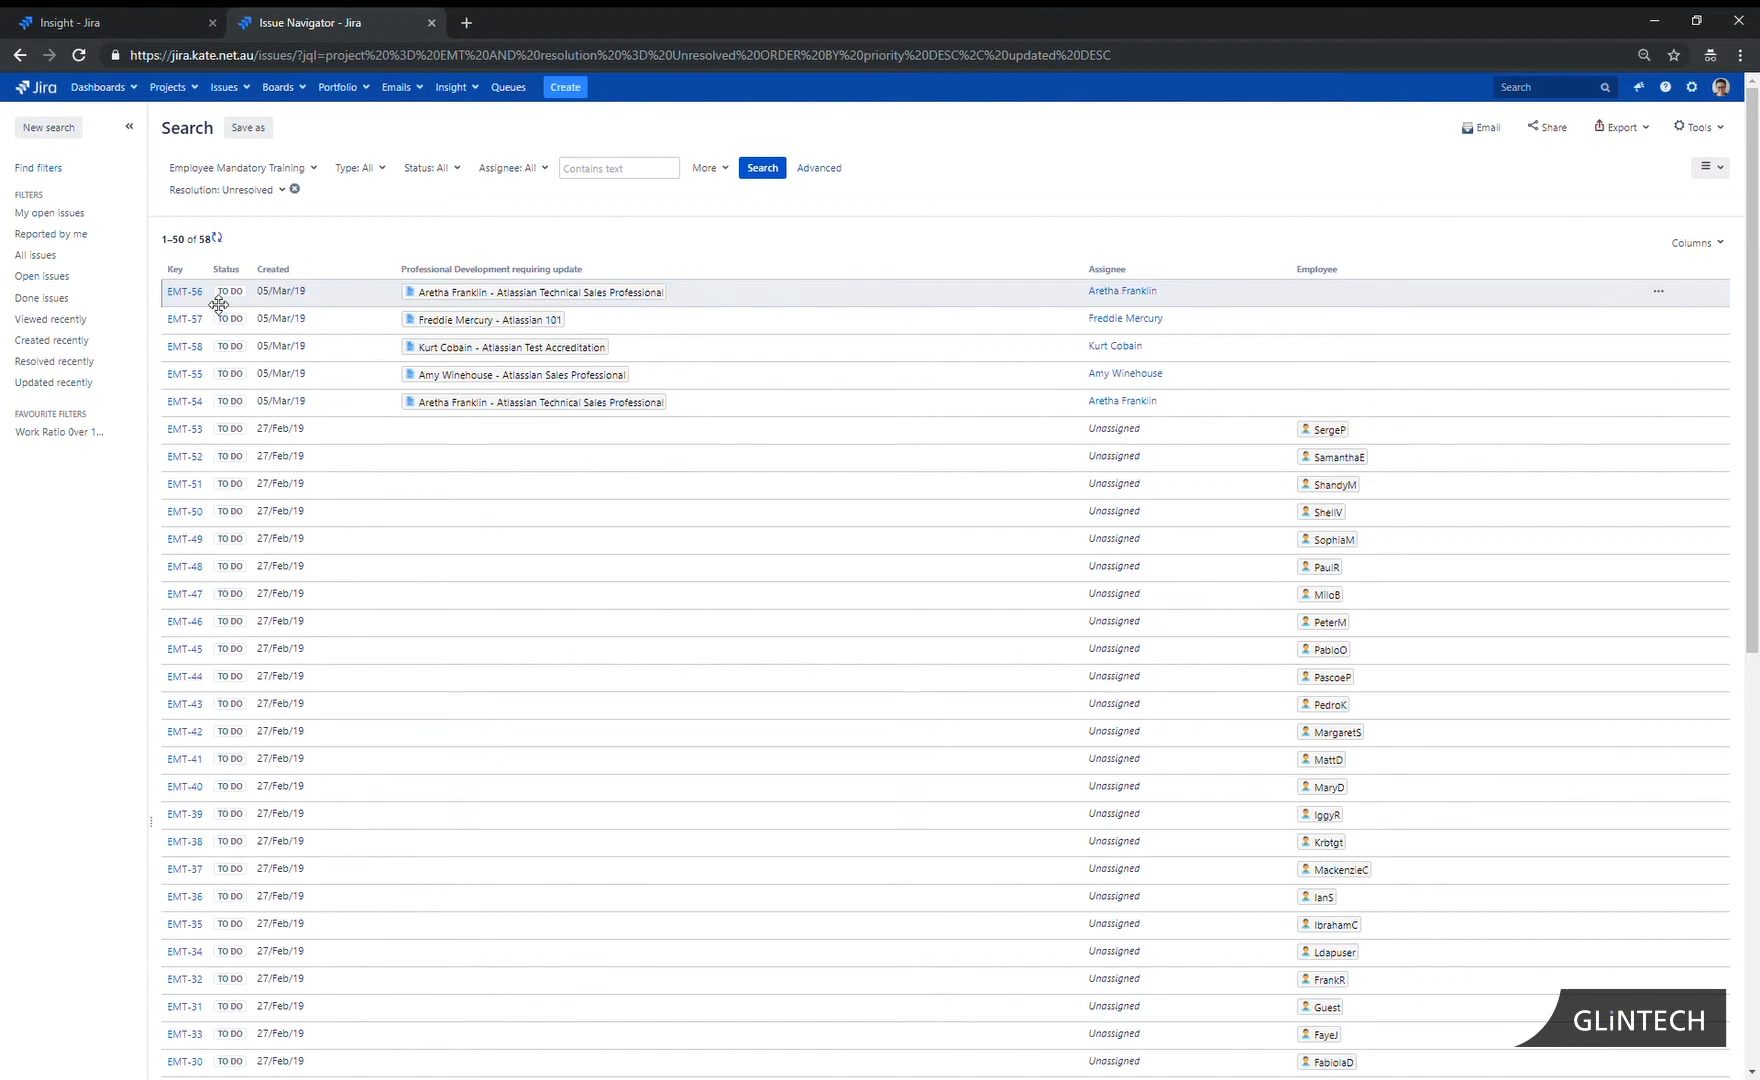 Insight - Jira
Issue Navigator - Jira
https://jira.kate.net.au/issues/?jql=project%20%3D%20EMT%20AND%20resolution%20%3D%20Unresolved%20ORDER%20BY%20priority%20DESC%2C%20updated%20DESC
Jira Dashboards Projects Issues Boards Portfolio Emails Insight Queues Create Search
New search Search Save as Email Share Export Tools
Find filters Employee Mandatory Training Type: All Status: All Assignee: All Contains text More Search Advanced
Resolution: Unresolved
FILTERS
My open issues
Reported by me
All issues
Open issues
Done issues
Viewed recently
Created recently
Resolved recently
Updated recently
FAVOURITE FILTERS
Work Ratio 0ver 1...
1–50 of 58
Columns
Key Status Created Professional Development requiring update Assignee Employee
EMT-56 TO DO 05/Mar/19 Aretha Franklin - Atlassian Technical Sales Professional Aretha Franklin
EMT-57 TO DO 05/Mar/19 Freddie Mercury - Atlassian 101 Freddie Mercury
EMT-58 TO DO 05/Mar/19 Kurt Cobain - Atlassian Test Accreditation Kurt Cobain
EMT-55 TO DO 05/Mar/19 Amy Winehouse - Atlassian Sales Professional Amy Winehouse
EMT-54 TO DO 05/Mar/19 Aretha Franklin - Atlassian Technical Sales Professional Aretha Franklin
EMT-53 TO DO 27/Feb/19 Unassigned SergeP
EMT-52 TO DO 27/Feb/19 Unassigned SamanthaE
EMT-51 TO DO 27/Feb/19 Unassigned ShandyM
EMT-50 TO DO 27/Feb/19 Unassigned ShellV
EMT-49 TO DO 27/Feb/19 Unassigned SophiaM
EMT-48 TO DO 27/Feb/19 Unassigned PaulR
EMT-47 TO DO 27/Feb/19 Unassigned MiloB
EMT-46 TO DO 27/Feb/19 Unassigned PeterM
EMT-45 TO DO 27/Feb/19 Unassigned PabloO
EMT-44 TO DO 27/Feb/19 Unassigned PascoeP
EMT-43 TO DO 27/Feb/19 Unassigned PedroK
EMT-42 TO DO 27/Feb/19 Unassigned MargaretS
EMT-41 TO DO 27/Feb/19 Unassigned MattD
EMT-40 TO DO 27/Feb/19 Unassigned MaryD
EMT-39 TO DO 27/Feb/19 Unassigned IggyR
EMT-38 TO DO 27/Feb/19 Unassigned Krbtgt
EMT-37 TO DO 27/Feb/19 Unassigned MackenzieC
EMT-36 TO DO 27/Feb/19 Unassigned IanS
EMT-35 TO DO 27/Feb/19 Unassigned IbrahamC
EMT-34 TO DO 27/Feb/19 Unassigned Ldapuser
EMT-32 TO DO 27/Feb/19 Unassigned FrankR
EMT-31 TO DO 27/Feb/19 Unassigned Guest
EMT-33 TO DO 27/Feb/19 Unassigned FayeJ
EMT-30 TO DO 27/Feb/19 Unassigned FabiolaD
GLiNTECH